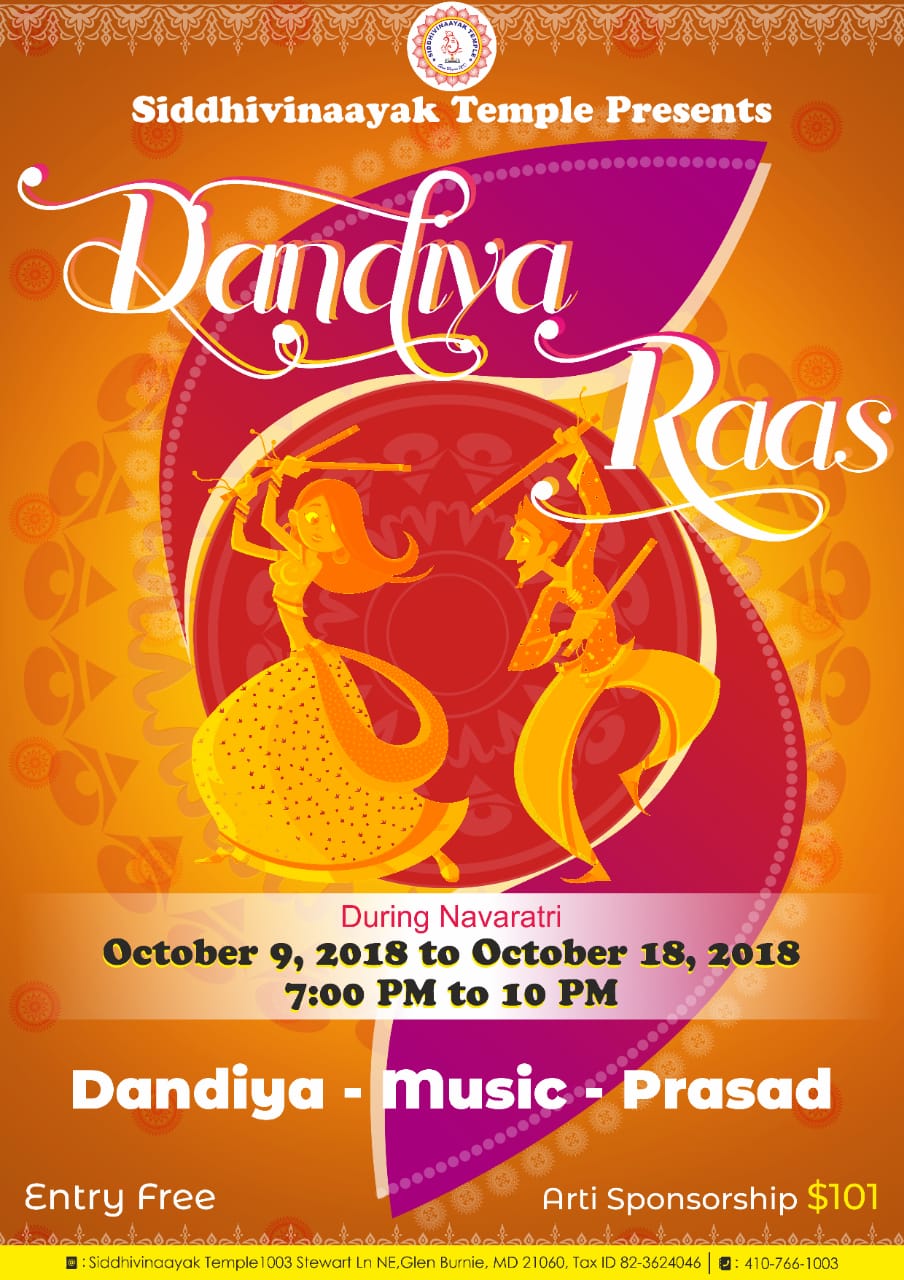 SIDDHIVINAAYAK TEMPLE
Siddhivinaayak Temple Presents
Dandiya
Raas
During Navaratri
October 9, 2018 to October 18, 2018
7:00 PM to 10 PM
Dandiya - Music - Prasad
Entry Free
Arti Sponsorship $101
: Siddhivinaayak Temple1003 Stewart Ln NE,Glen Burnie, MD 21060, Tax ID 82-3624046 | : 410-766-1003